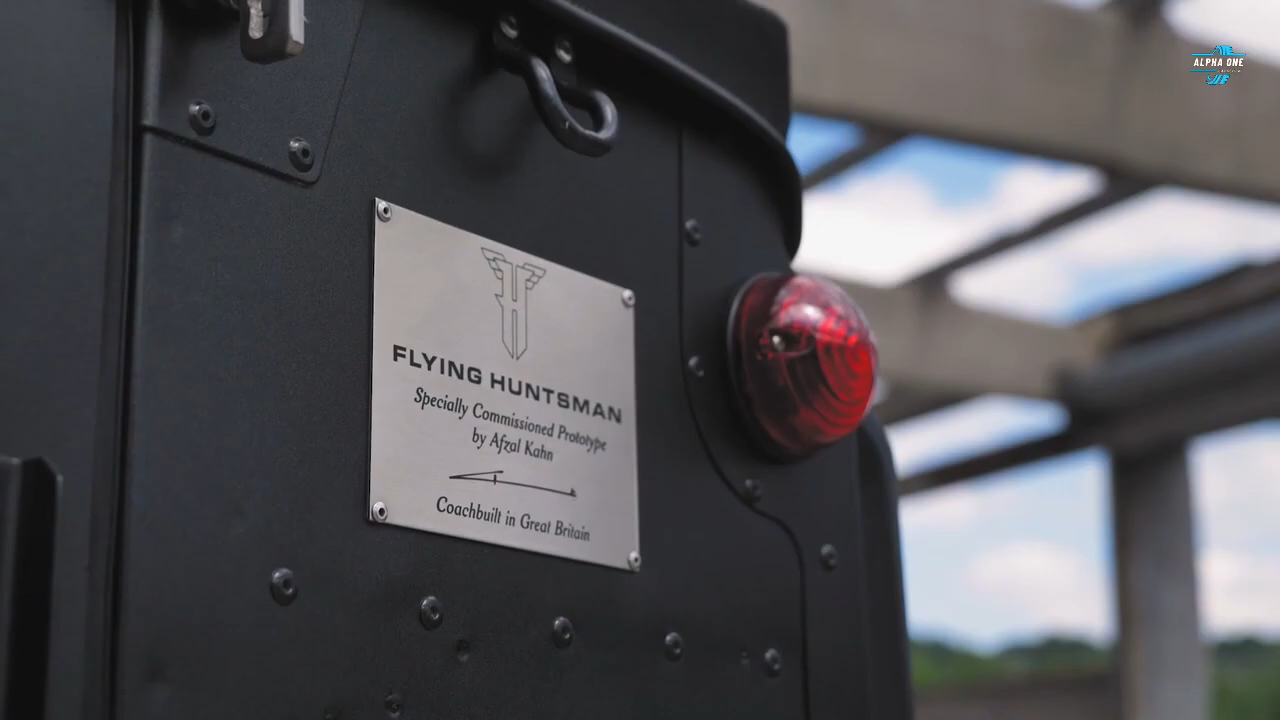 ALPHA ONE
FLYING HUNTSMAN
Specially Commissioned Prototype
by Afzal Kahn
Coachbuilt in Great Britain